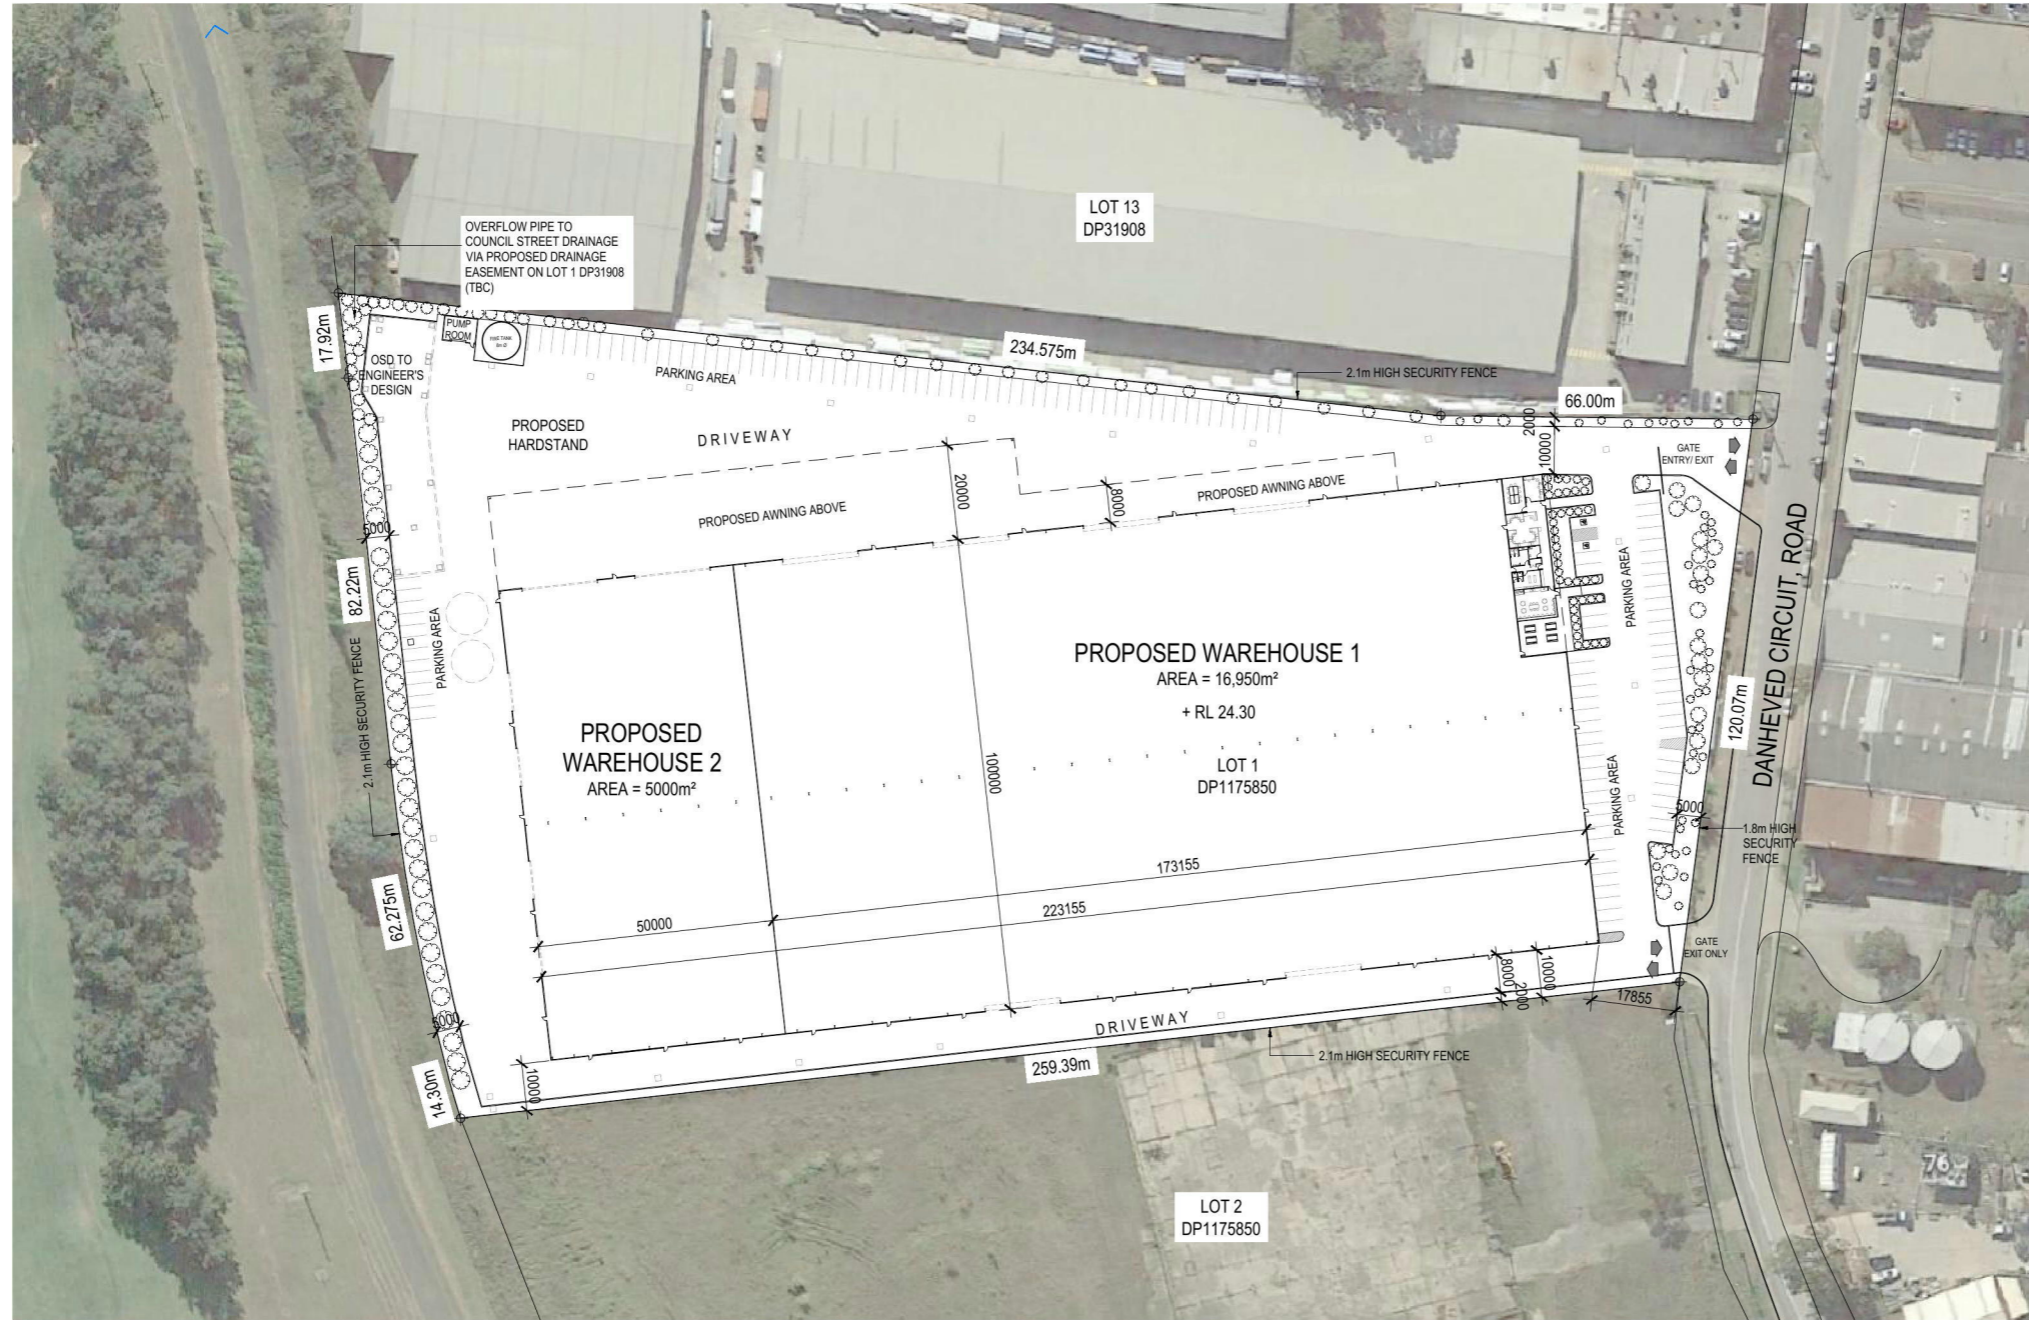 LOT 13
DP31908
OVERFLOW PIPE TO
COUNCIL STREET DRAINAGE
VIA PROPOSED DRAINAGE
EASEMENT ON LOT 1 DP31908
(TBC)
17.92m
PUMP
ROOM
FIRE TANK
OSD TO
ENGINEER'S
DESIGN
PARKING AREA
234.575m
2.1m HIGH SECURITY FENCE
66.00m
2000
10000
GATE
ENTRY/ EXIT
PROPOSED
HARDSTAND
DRIVEWAY
20000
8000
PROPOSED AWNING ABOVE
PROPOSED AWNING ABOVE
5000
82.22m
PARKING AREA
2.1m HIGH SECURITY FENCE
PARKING AREA
DANHEVED CIRCUIT, ROAD
120.07m
PROPOSED WAREHOUSE 1
AREA = 16,950m²
+ RL 24.30
LOT 1
DP1175850
PROPOSED
WAREHOUSE 2
AREA = 5000m²
100000
PARKING AREA
5000
1.8m HIGH
SECURITY
FENCE
173155
223155
50000
62.275m
GATE
EXIT ONLY
8000
2000
10000
17855
5000
DRIVEWAY
2.1m HIGH SECURITY FENCE
259.39m
10000
14.30m
LOT 2
DP1175850
76